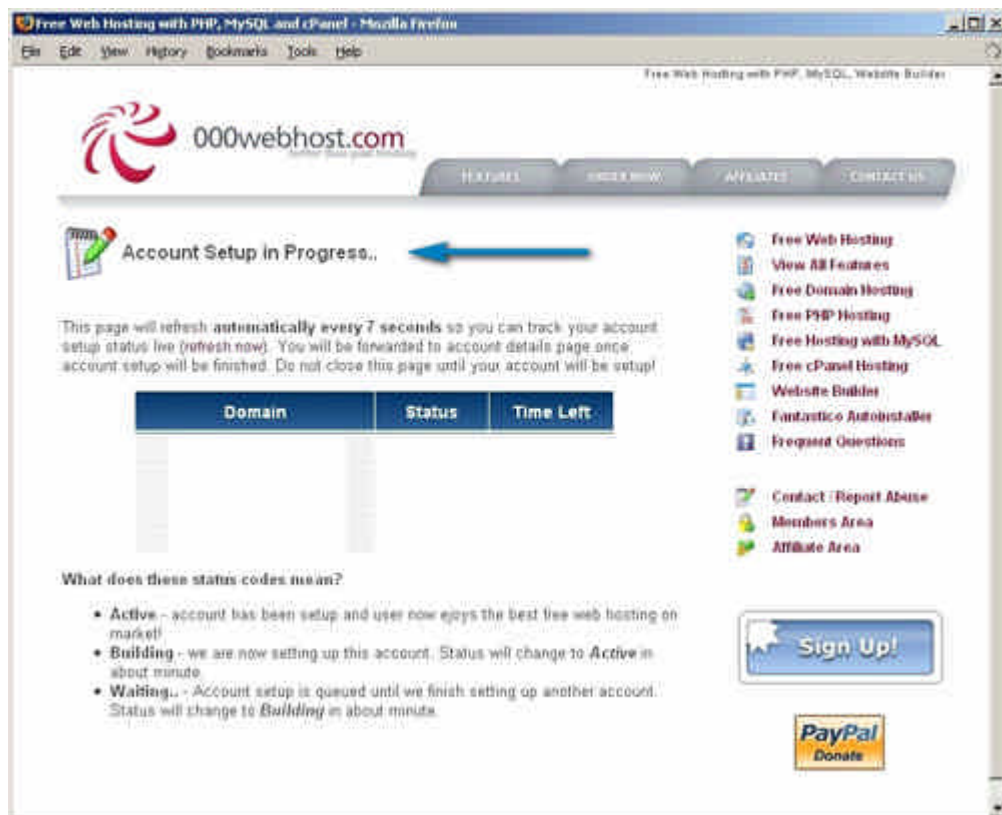 Free Web Hosting with PHP, MySQL and cPanel - Mozilla Firefox
File Edit View History Bookmarks Tools Help
Free Web Hosting with PHP, MySQL, Website Builder
000webhost.com
better than paid hosting
FEATURES ORDER NOW AFFILIATES CONTACT US
Account Setup in Progress..
This page will refresh automatically every 7 seconds so you can track your account
setup status live (refresh now). You will be forwarded to account details page once
account setup will be finished. Do not close this page until your account will be setup!
Domain Status Time Left
What does these status codes mean?
• Active - account has been setup and user now ejoys the best free web hosting on
market!
• Building - we are now setting up this account. Status will change to Active in
about minute.
• Waiting.. - Account setup is queued until we finish setting up another account.
Status will change to Building in about minute.
Free Web Hosting
View All Features
Free Domain Hosting
Free PHP Hosting
Free Hosting with MySQL
Free cPanel Hosting
Website Builder
Fantastico Autoinstaller
Frequent Questions
Contact / Report Abuse
Members Area
Affiliate Area
Sign Up!
PayPal
Donate